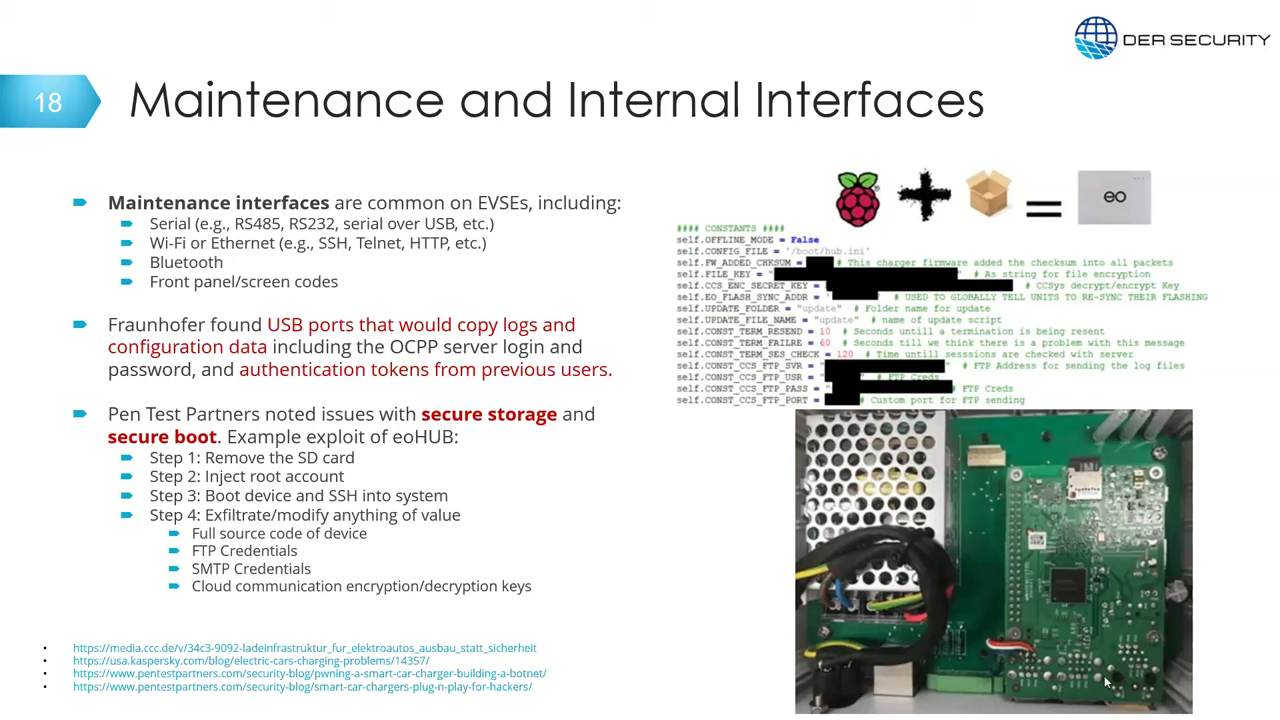 DER SECURITY
18
Maintenance and Internal Interfaces
Maintenance interfaces are common on EVSEs, including:
Serial (e.g., RS485, RS232, serial over USB, etc.)
Wi-Fi or Ethernet (e.g., SSH, Telnet, HTTP, etc.)
Bluetooth
Front panel/screen codes
Fraunhofer found USB ports that would copy logs and
configuration data including the OCPP server login and
password, and authentication tokens from previous users.
Pen Test Partners noted issues with secure storage and
secure boot. Example exploit of eoHUB:
Step 1: Remove the SD card
Step 2: Inject root account
Step 3: Boot device and SSH into system
Step 4: Exfiltrate/modify anything of value
Full source code of device
FTP Credentials
SMTP Credentials
Cloud communication encryption/decryption keys
https://media.ccc.de/v/34c3-9092-ladeinfrastruktur_fur_elektroautos_ausbau_statt_sicherheit
https://usa.kaspersky.com/blog/electric-cars-charging-problems/14357/
https://www.pentestpartners.com/security-blog/pwning-a-smart-car-charger-building-a-botnet/
https://www.pentestpartners.com/security-blog/smart-car-chargers-plug-n-play-for-hackers/
eo
#### CONSTANTS ####
self.OFFLINE_MODE = False
self.CONFIG_FILE = '/boot/hub.ini'
self.FW_ADDED_CHKSUM = # This charger firmware added the checksum into all packets
self.FILE_KEY = " " # As string for file encryption
self.CCS_ENC_SECRET_KEY = # CCSys decrypt/encrypt Key
self.EO_FLASH_SYNC_ADDR = ' # USED TO GLOBALLY TELL UNITS TO RE-SYNC THEIR FLASHING
self.UPDATE_FOLDER = "update" # Folder name for update
self.UPDATE_FILE_NAME = "update" # name of update script
self.CONST_TERM_RESEND = 10 # Seconds untill a termination is being resent
self.CONST_TERM_FAILRE = 60 # Seconds till we think there is a problem with this message
self.CONST_TERM_SES_CHECK = 120 # Time untill sesssions are checked with server
self.CONST_CCS_FTP_SVR = " # FTP Address for sending the log files
self.CONST_CCS_FTP_USR = " " # FTP Creds
self.CONST_CCS_FTP_PASS = " # FTP Creds
self.CONST_CCS_FTP_PORT = # Custom port for FTP sending